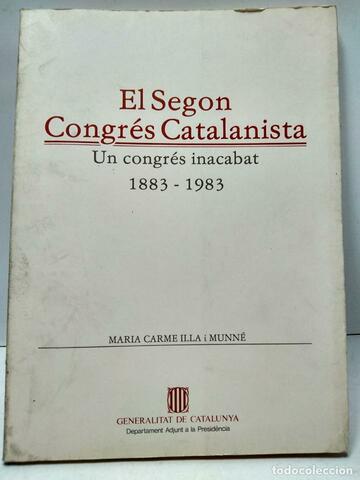 El Segon
Congrés Catalanista
Un congrés inacabat
1883 - 1983
MARIA CARME ILLA i MUNNÉ
GENERALITAT DE CATALUNYA
Departament Adjunt a la Presidència
todocoleccion